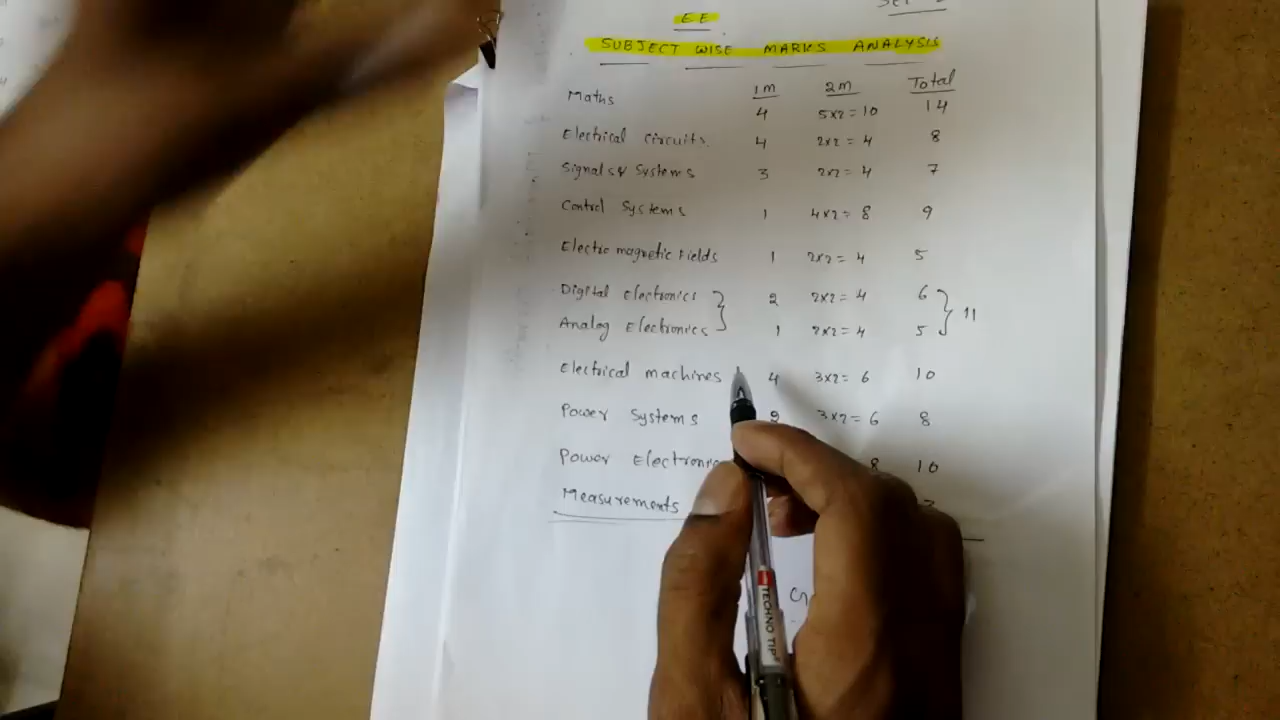 EE
SUBJECT WISE MARKS ANALYSIS
1M 2M Total
Maths 4 5x2=10 14
Electrical Circuits. 4 2x2=4 8
Signals & Systems 3 2x2=4 7
Control Systems 1 4x2=8 9
Electromagnetic Fields 1 2x2=4 5
Digital Electronics 2 2x2=4 6
Analog Electronics 1 2x2=4 5 } 11
Electrical machines 4 3x2=6 10
Power Systems 2 3x2=6 8
Power Electronic 8 10
Measurements
TECHNO TIP